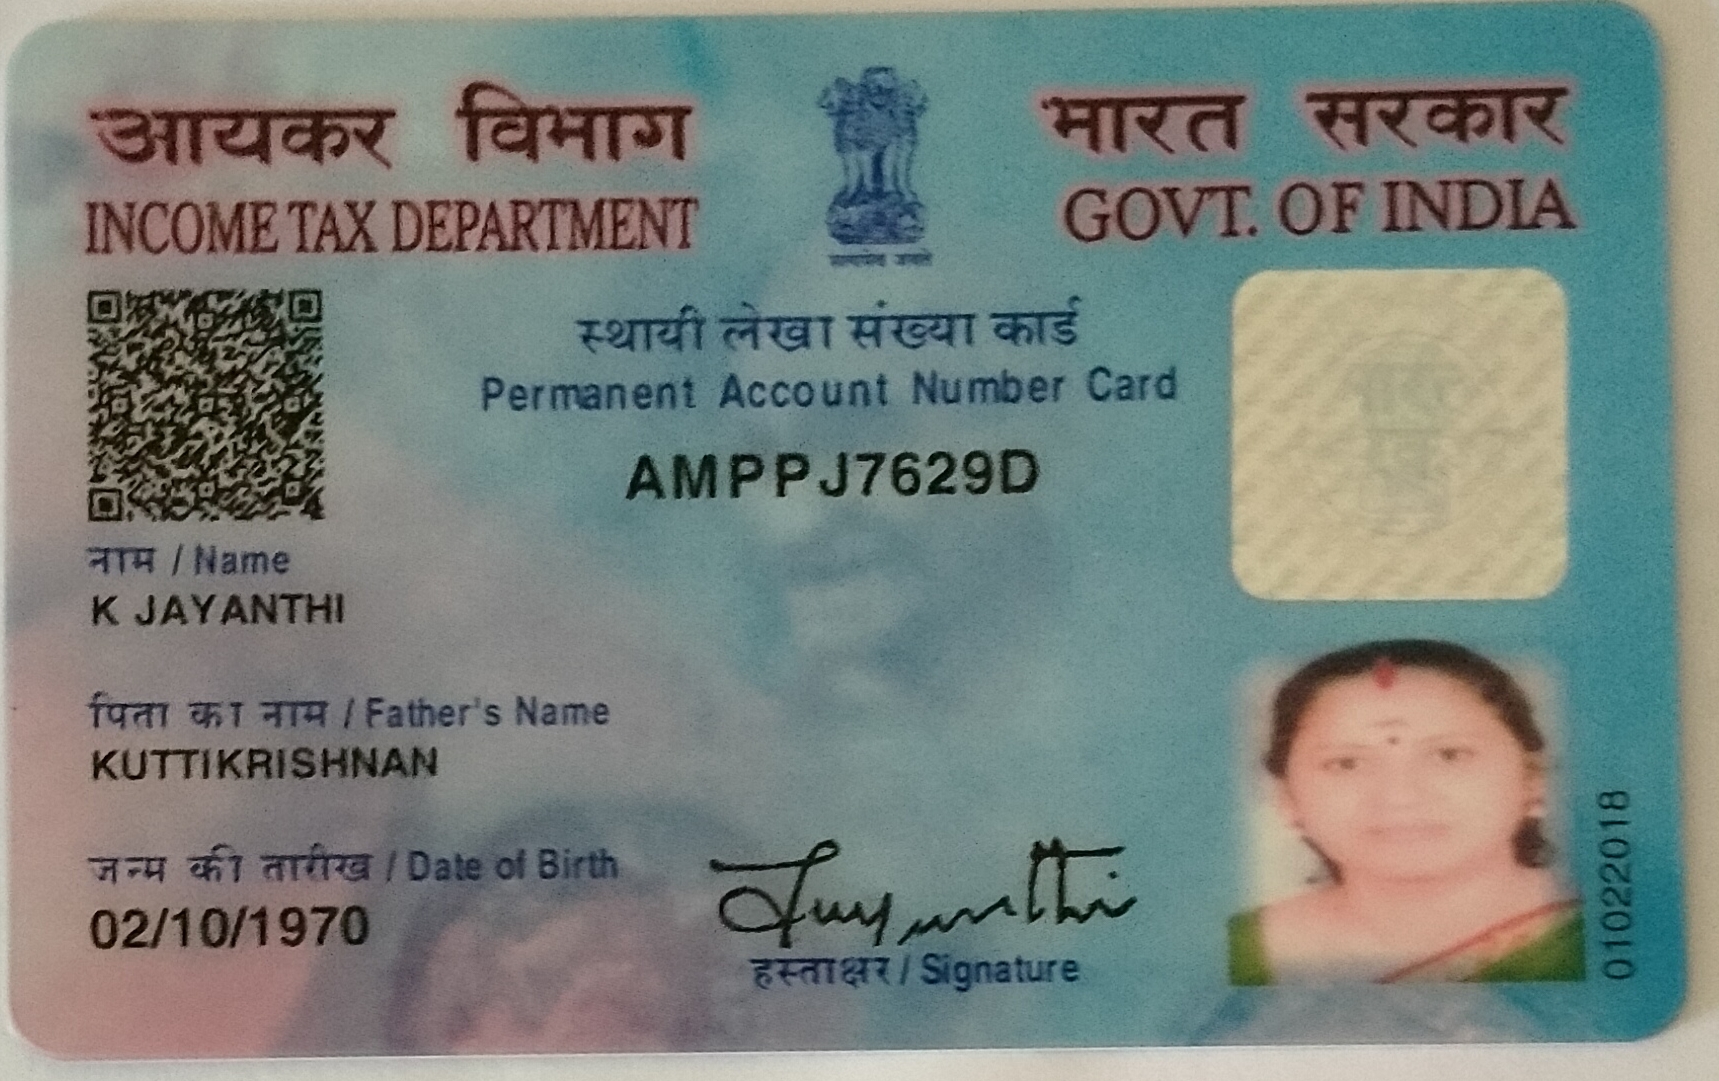 आयकर विभाग
INCOME TAX DEPARTMENT
भारत सरकार
GOVT. OF INDIA
सत्यमेव जयते
स्थायी लेखा संख्या कार्ड
Permanent Account Number Card
AMPPJ7629D
नाम / Name
K JAYANTHI
पिता का नाम / Father's Name
KUTTIKRISHNAN
जन्म की तारीख / Date of Birth
02/10/1970
Jayanthi
हस्ताक्षर / Signature
01022018